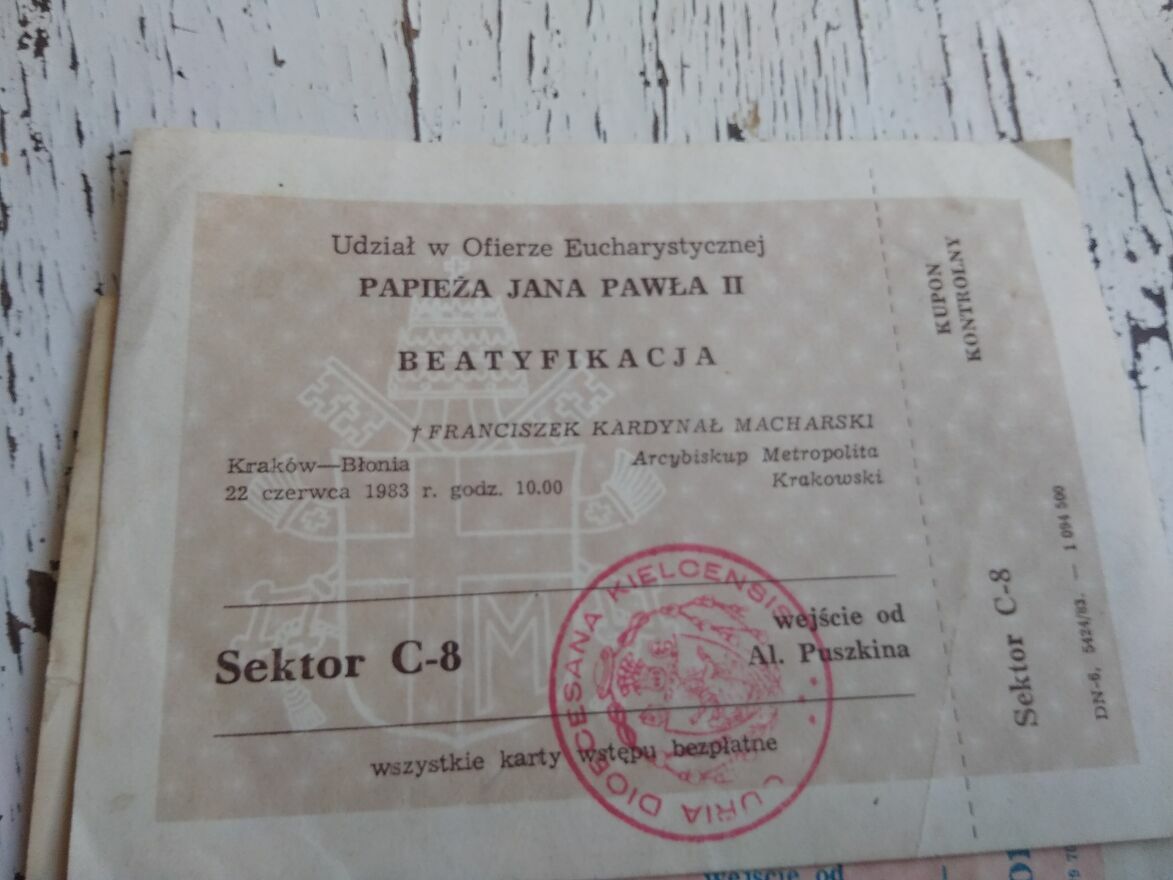 Udział w Ofierze Eucharystycznej
PAPIEŻA JANA PAWŁA II
BEATYFIKACJA
† FRANCISZEK KARDYNAŁ MACHARSKI
Arcybiskup Metropolita
Krakowski
Kraków—Błonia
22 czerwca 1983 r. godz. 10.00
Sektor C-8
wejście od
Al. Puszkina
wszystkie karty wstępu bezpłatne
CURIA DIOECESANA KIELCENSIS
KUPON
KONTROLNY
Sektor C-8
DN-6, 5424/83. — 1 094 500
wejście od